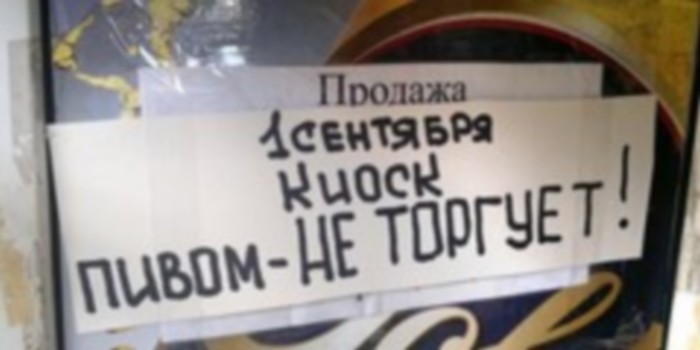 Продажа
1 СЕНТЯБРЯ
КИОСК
ПИВОМ - НЕ ТОРГУЕТ!